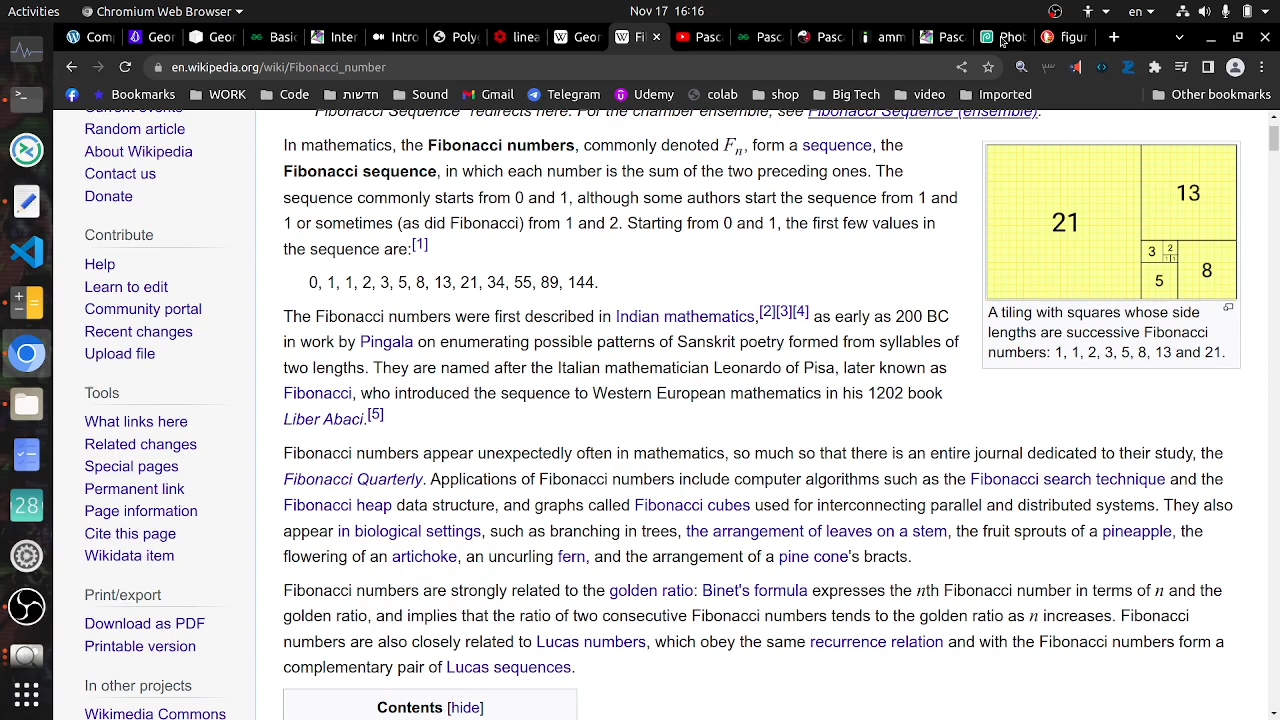 Activities
Chromium Web Browser
Nov 17 16:16
en
Com
Geor
Geor
Basic
Inter
Intro
Poly
linea
Geor
Fi
Pasca
Pasc
Pasc
amm
Pasc
Phot
figur
en.wikipedia.org/wiki/Fibonacci_number
Bookmarks
WORK
Code
חדשות
Sound
Gmail
Telegram
Udemy
colab
shop
Big Tech
video
Imported
Other bookmarks
Random article
About Wikipedia
Contact us
Donate
Contribute
Help
Learn to edit
Community portal
Recent changes
Upload file
Tools
What links here
Related changes
Special pages
Permanent link
Page information
Cite this page
Wikidata item
Print/export
Download as PDF
Printable version
In other projects
Wikimedia Commons
"Fibonacci Sequence" redirects here. For the chamber ensemble, see Fibonacci Sequence (ensemble).
In mathematics, the Fibonacci numbers, commonly denoted Fn, form a sequence, the
Fibonacci sequence, in which each number is the sum of the two preceding ones. The
sequence commonly starts from 0 and 1, although some authors start the sequence from 1 and
1 or sometimes (as did Fibonacci) from 1 and 2. Starting from 0 and 1, the first few values in
the sequence are:[1]
0, 1, 1, 2, 3, 5, 8, 13, 21, 34, 55, 89, 144.
The Fibonacci numbers were first described in Indian mathematics,[2][3][4] as early as 200 BC
in work by Pingala on enumerating possible patterns of Sanskrit poetry formed from syllables of
two lengths. They are named after the Italian mathematician Leonardo of Pisa, later known as
Fibonacci, who introduced the sequence to Western European mathematics in his 1202 book
Liber Abaci.[5]
21
13
3
2
1
1
5
8
A tiling with squares whose side
lengths are successive Fibonacci
numbers: 1, 1, 2, 3, 5, 8, 13 and 21.
Fibonacci numbers appear unexpectedly often in mathematics, so much so that there is an entire journal dedicated to their study, the
Fibonacci Quarterly. Applications of Fibonacci numbers include computer algorithms such as the Fibonacci search technique and the
Fibonacci heap data structure, and graphs called Fibonacci cubes used for interconnecting parallel and distributed systems. They also
appear in biological settings, such as branching in trees, the arrangement of leaves on a stem, the fruit sprouts of a pineapple, the
flowering of an artichoke, an uncurling fern, and the arrangement of a pine cone's bracts.
Fibonacci numbers are strongly related to the golden ratio: Binet's formula expresses the nth Fibonacci number in terms of n and the
golden ratio, and implies that the ratio of two consecutive Fibonacci numbers tends to the golden ratio as n increases. Fibonacci
numbers are also closely related to Lucas numbers, which obey the same recurrence relation and with the Fibonacci numbers form a
complementary pair of Lucas sequences.
Contents [hide]
28